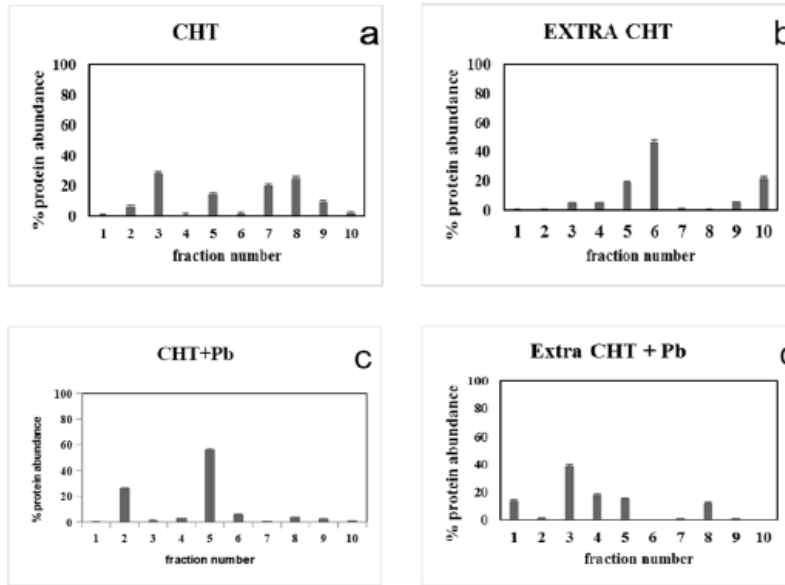 CHT
a
% protein abundance
100
80
60
40
20
0
1 2 3 4 5 6 7 8 9 10
fraction number
EXTRA CHT
b
% protein abundance
100
80
60
40
20
0
1 2 3 4 5 6 7 8 9 10
fraction number
CHT+Pb
c
% protein abundance
100
80
60
40
20
0
1 2 3 4 5 6 7 8 9 10
fraction number
Extra CHT + Pb
% protein abundance
100
80
60
40
20
0
1 2 3 4 5 6 7 8 9 10
fraction number